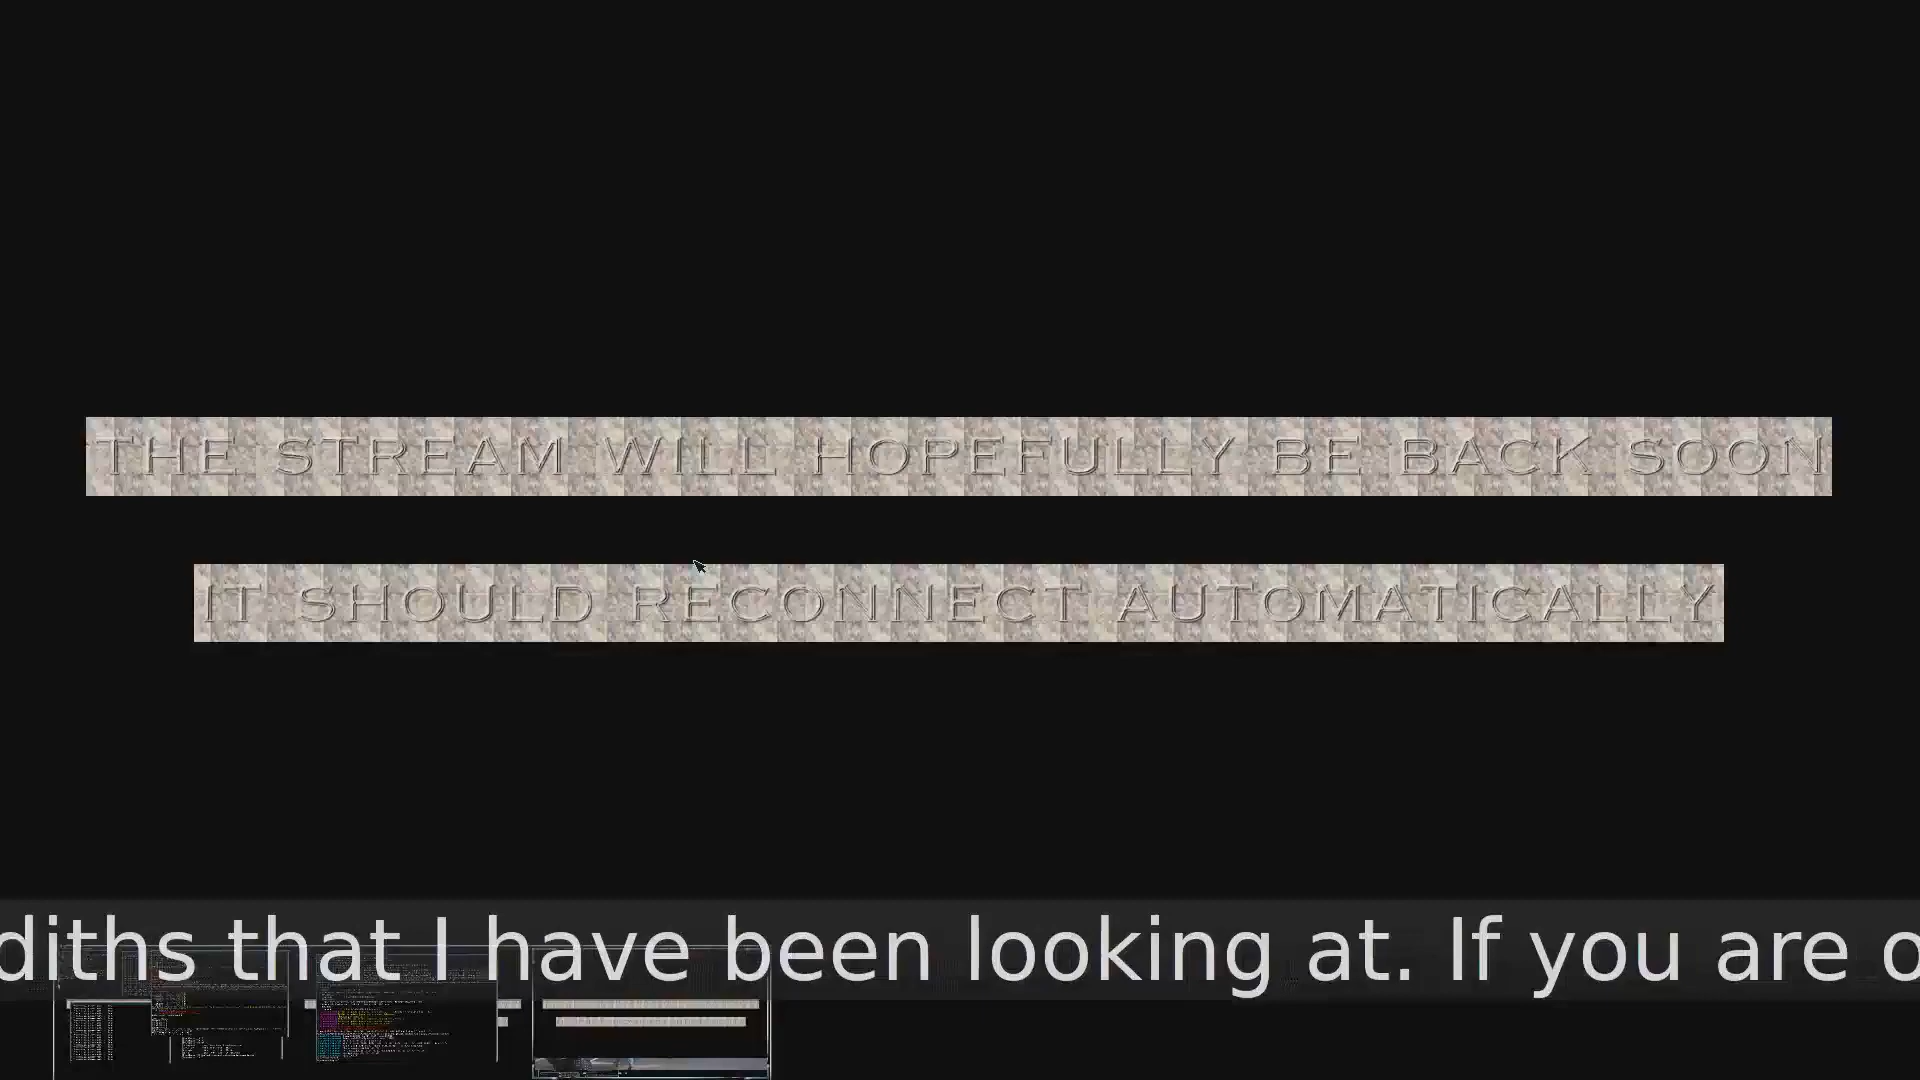 THE STREAM WILL HOPEFULLY BE BACK SOON
IT SHOULD RECONNECT AUTOMATICALLY
diths that I have been looking at. If you are o